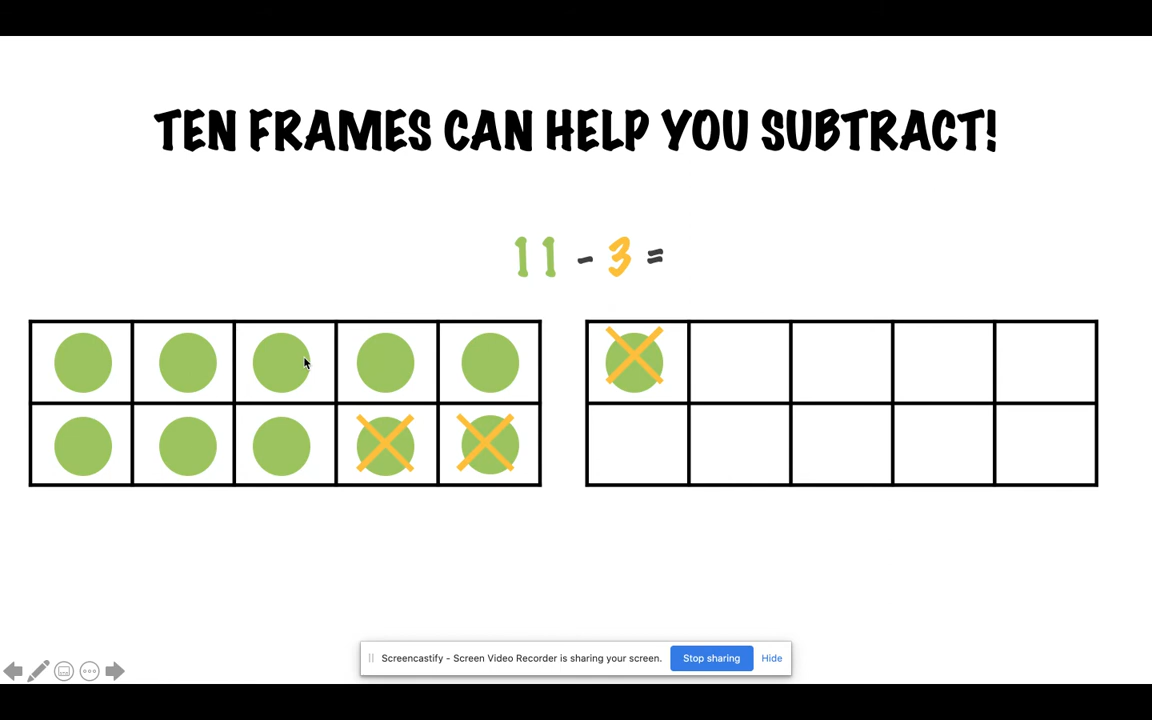 TEN FRAMES CAN HELP YOU SUBTRACT!
11 - 3 =
Screencastify - Screen Video Recorder is sharing your screen. Stop sharing Hide